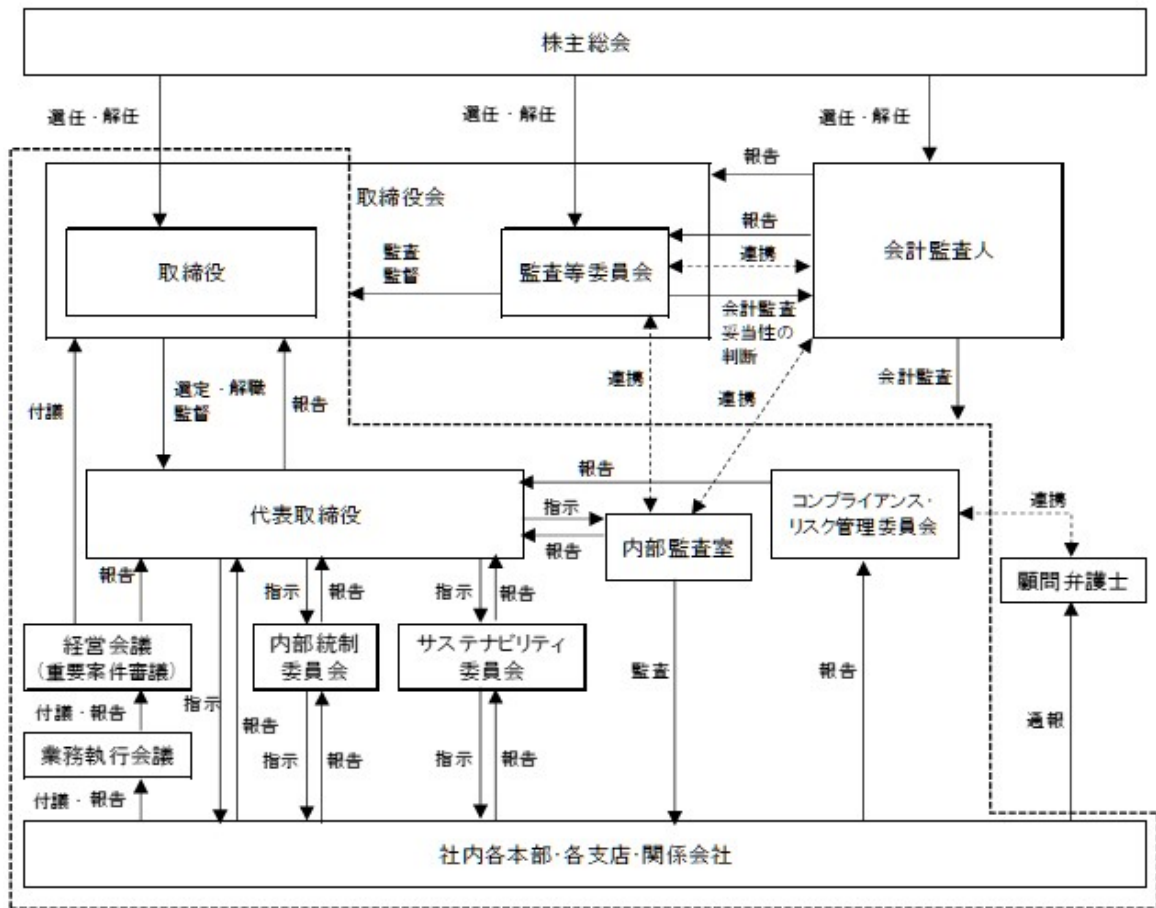 株主総会
選任・解任
選任・解任
選任・解任
取締役会
報告
取締役
監査
監督
監査等委員会
報告
連携
会計監査
妥当性の
判断
会計監査人
付議
選定・解職
監督
報告
連携
連携
会計監査
代表取締役
報告
指示
報告
内部監査室
コンプライアンス・
リスク管理委員会
連携
顧問弁護士
報告
指示
報告
指示
報告
経営会議
(重要案件審議)
内部統制
委員会
サステナビリティ
委員会
監査
報告
通報
付議・報告
指示
報告
業務執行会議
指示
報告
指示
報告
付議・報告
社内各本部・各支店・関係会社